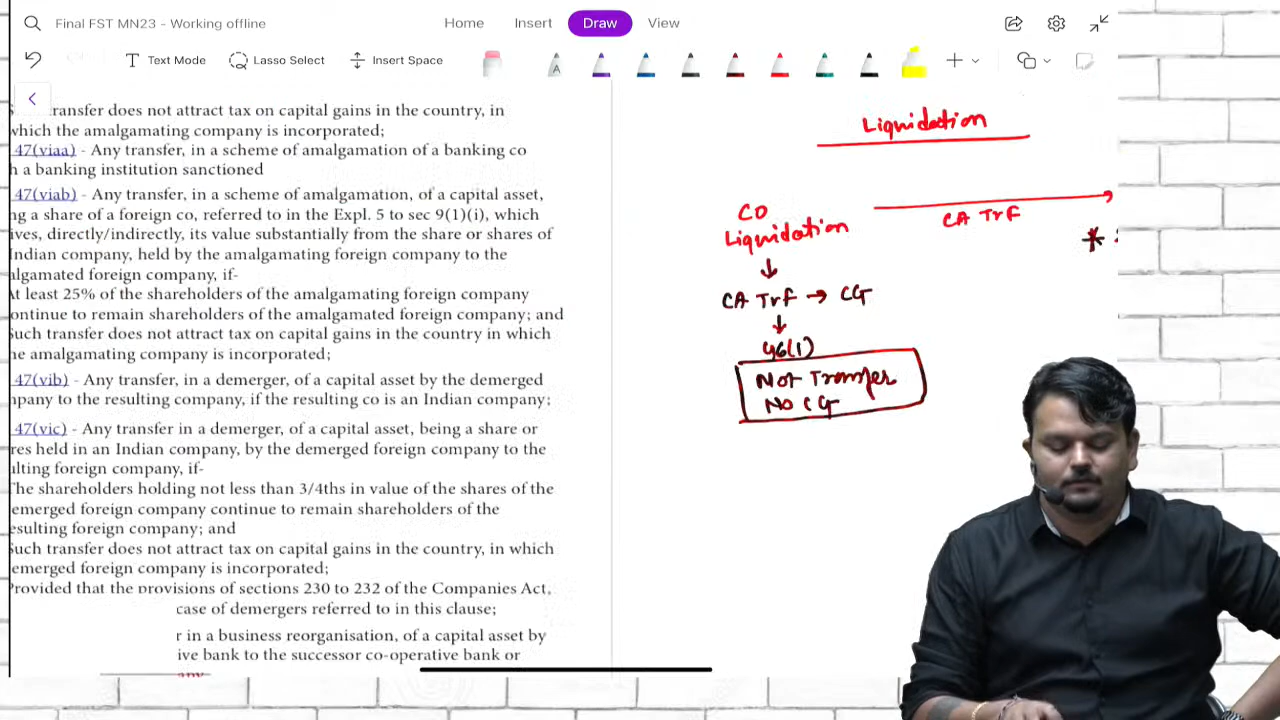 Final FST MN23 - Working offline
Home Insert Draw View
Text Mode Lasso Select Insert Space
A
transfer does not attract tax on capital gains in the country, in
which the amalgamating company is incorporated;
47(viaa) - Any transfer, in a scheme of amalgamation of a banking co
h a banking institution sanctioned
47(viab) - Any transfer, in a scheme of amalgamation, of a capital asset,
ng a share of a foreign co, referred to in the Expl. 5 to sec 9(1)(i), which
ives, directly/indirectly, its value substantially from the share or shares of
company, held by the amalgamating foreign company to the
algamated foreign company, if-
At least 25% of the shareholders of the amalgamating foreign company
ontinue to remain shareholders of the amalgamated foreign company; and
Such transfer does not attract tax on capital gains in the country in which
he amalgamating company is incorporated;
47(vib) - Any transfer, in a demerger, of a capital asset by the demerged
mpany to the resulting company, if the resulting co is an Indian company;
47(vic) - Any transfer in a demerger, of a capital asset, being a share or
res held in an Indian company, by the demerged foreign company to the
ulting foreign company, if-
The shareholders holding not less than 3/4ths in value of the shares of the
emerged foreign company continue to remain shareholders of the
esulting foreign company; and
Such transfer does not attract tax on capital gains in the country, in which
emerged foreign company is incorporated;
Provided that the provisions of sections 230 to 232 of the Companies Act,
case of demergers referred to in this clause;
r in a business reorganisation, of a capital asset by
ive bank to the successor co-operative bank or
Liquidation
CO
Liquidation
CA Trf
CA Trf → CG
46(1)
Not Transfer
No CG